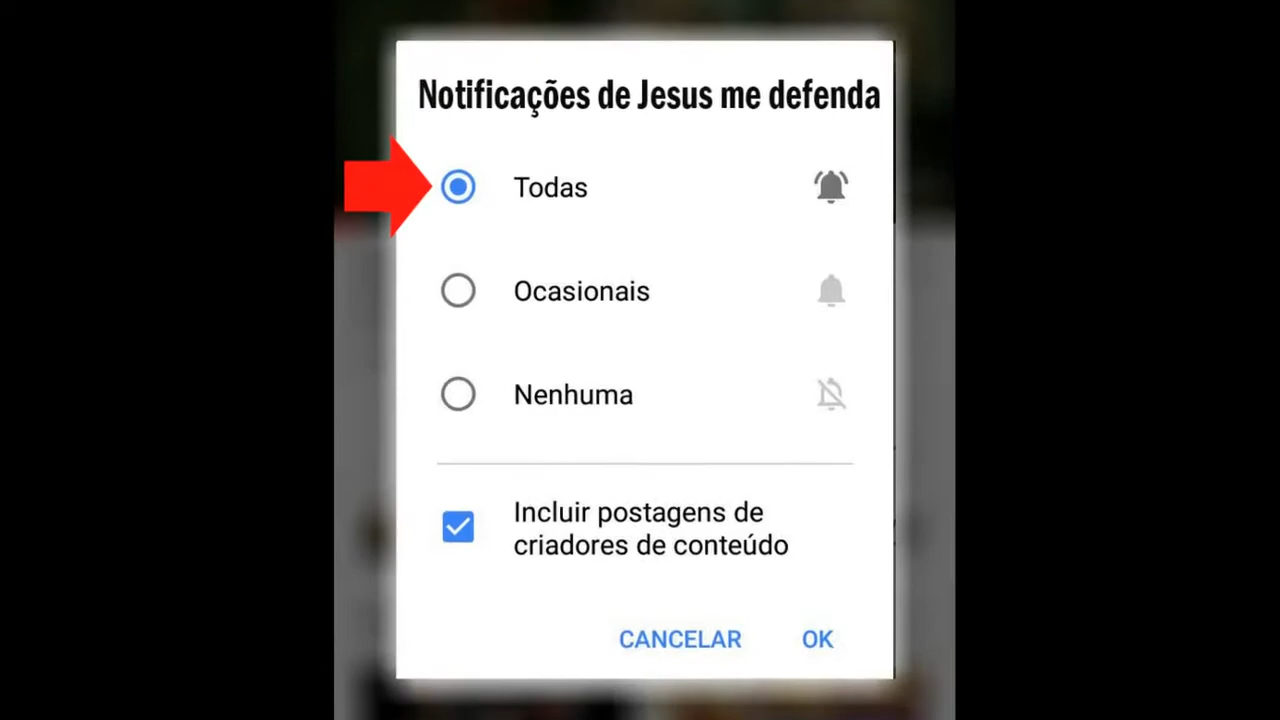 Notificações de Jesus me defenda
Todas
Ocasionais
Nenhuma
Incluir postagens de
criadores de conteúdo
CANCELAR OK